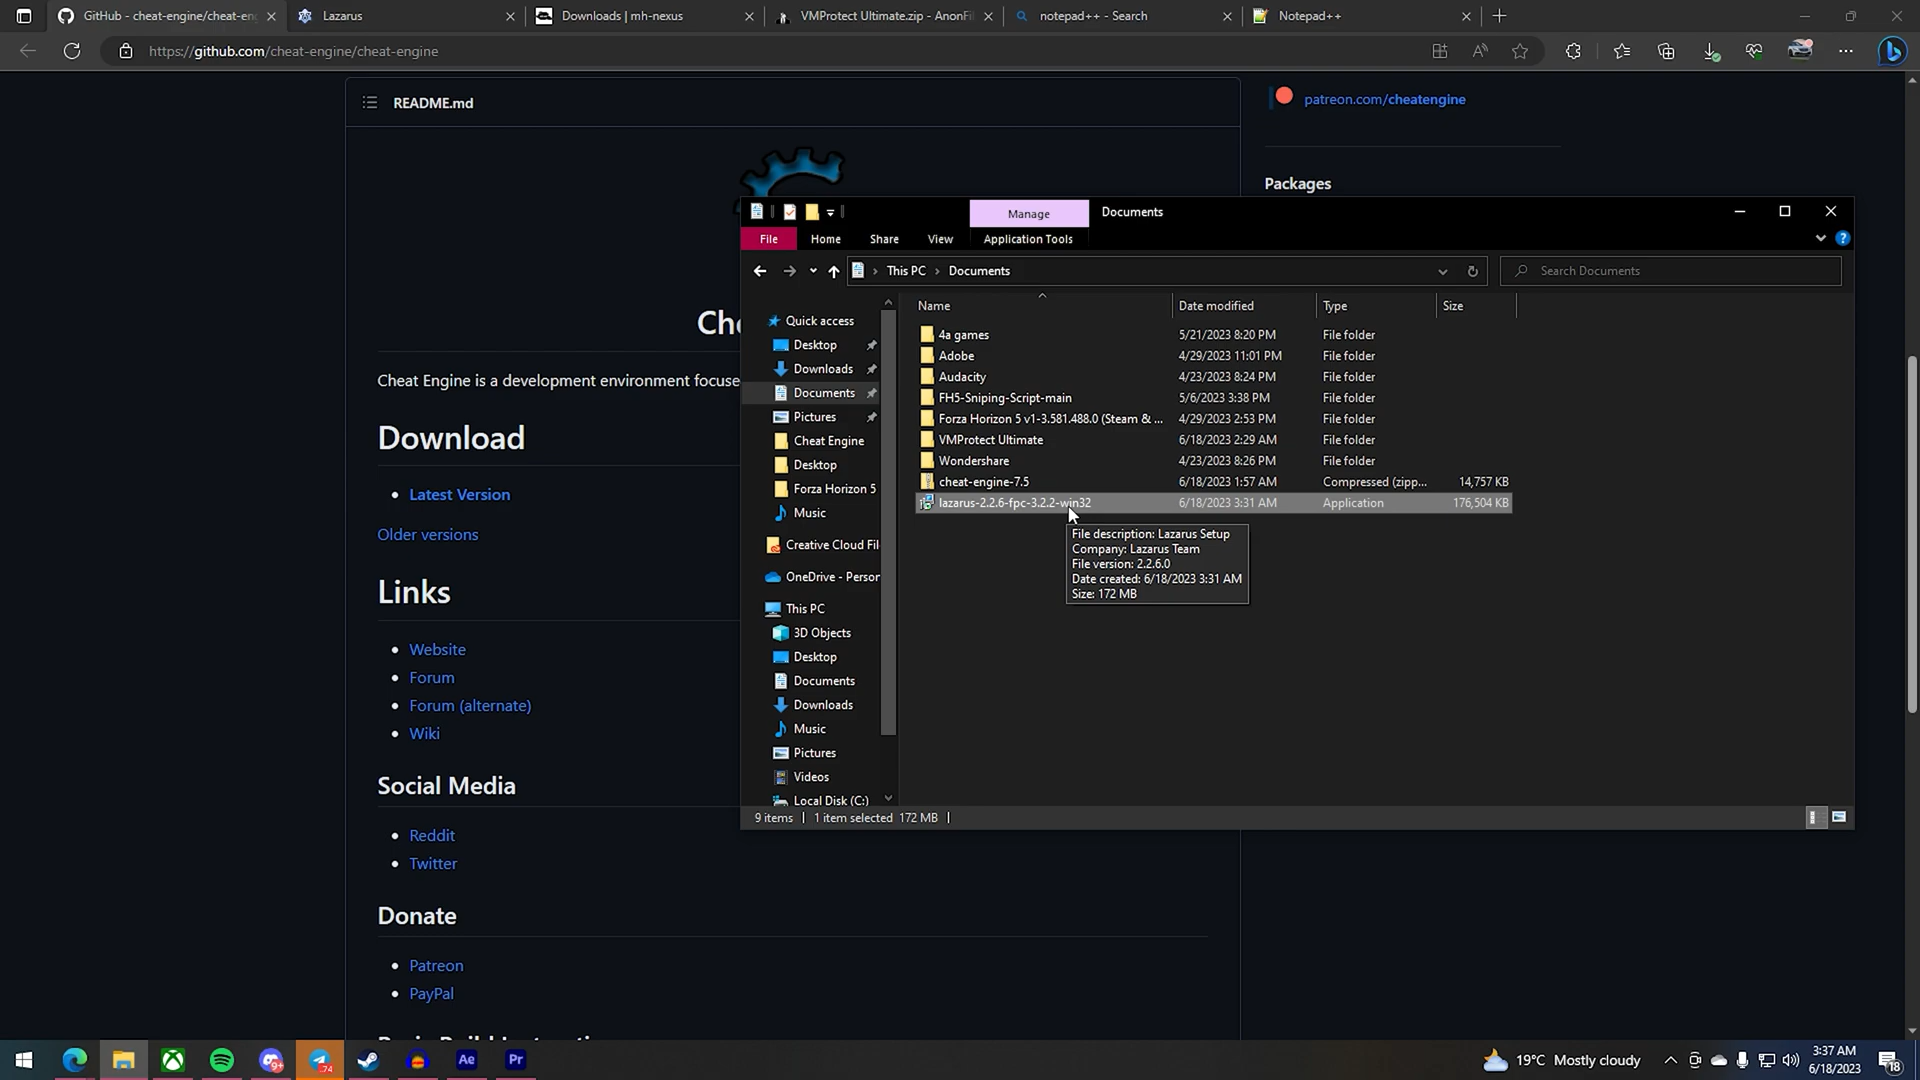 GitHub - cheat-engine/cheat-eng
Lazarus
Downloads | mh-nexus
VMProtect Ultimate.zip - AnonFil
notepad++ - Search
Notepad++
https://github.com/cheat-engine/cheat-engine
README.md
patreon.com/cheatengine
Packages
Che
Cheat Engine is a development environment focuse
Download
Latest Version
Older versions
Links
Website
Forum
Forum (alternate)
Wiki
Social Media
Reddit
Twitter
Donate
Patreon
PayPal
Manage
Documents
File
Home
Share
View
Application Tools
This PC
Documents
Search Documents
Name
Date modified
Type
Size
Quick access
Desktop
Downloads
Documents
Pictures
Cheat Engine
Desktop
Forza Horizon 5
Music
Creative Cloud Fil
OneDrive - Person
This PC
3D Objects
Desktop
Documents
Downloads
Music
Pictures
Videos
Local Disk (C:)
4a games 5/21/2023 8:20 PM File folder
Adobe 4/29/2023 11:01 PM File folder
Audacity 4/23/2023 8:24 PM File folder
FH5-Sniping-Script-main 5/6/2023 3:38 PM File folder
Forza Horizon 5 v1-3.581.488.0 (Steam & ... 4/29/2023 2:53 PM File folder
VMProtect Ultimate 6/18/2023 2:29 AM File folder
Wondershare 4/23/2023 8:26 PM File folder
cheat-engine-7.5 6/18/2023 1:57 AM Compressed (zipp... 14,757 KB
lazarus-2.2.6-fpc-3.2.2-win32 6/18/2023 3:31 AM Application 176,504 KB
File description: Lazarus Setup
Company: Lazarus Team
File version: 2.2.6.0
Date created: 6/18/2023 3:31 AM
Size: 172 MB
9 items
1 item selected 172 MB
Ae
Pr
74
19°C Mostly cloudy
3:37 AM
6/18/2023
18